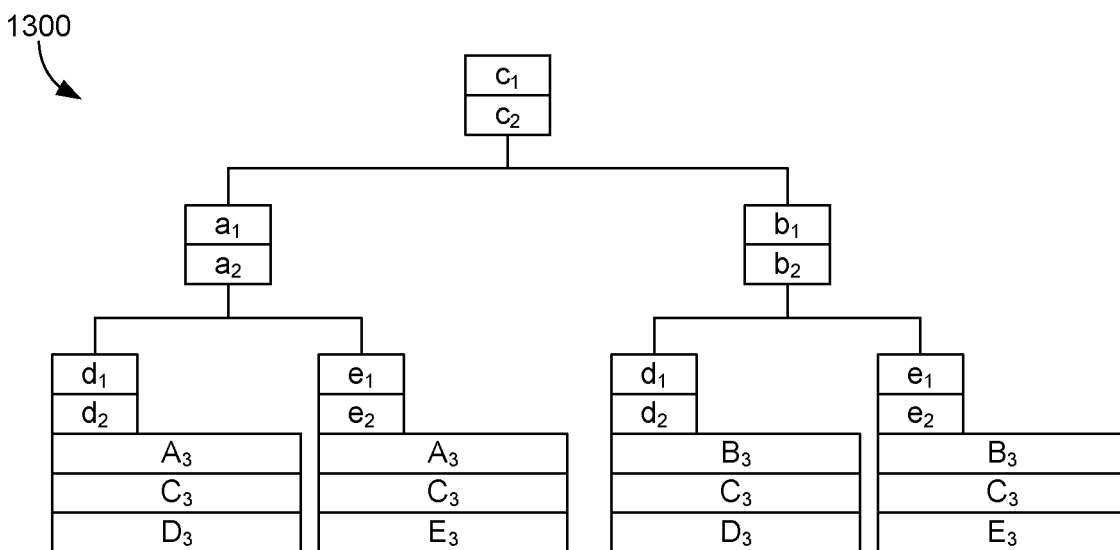 1300
c₁
c₂
a₁ b₁
a₂ b₂
d₁ e₁ d₁ e₁
d₂ e₂ d₂ e₂
A₃ A₃ B₃ B₃
C₃ C₃ C₃ C₃
D₃ E₃ D₃ E₃